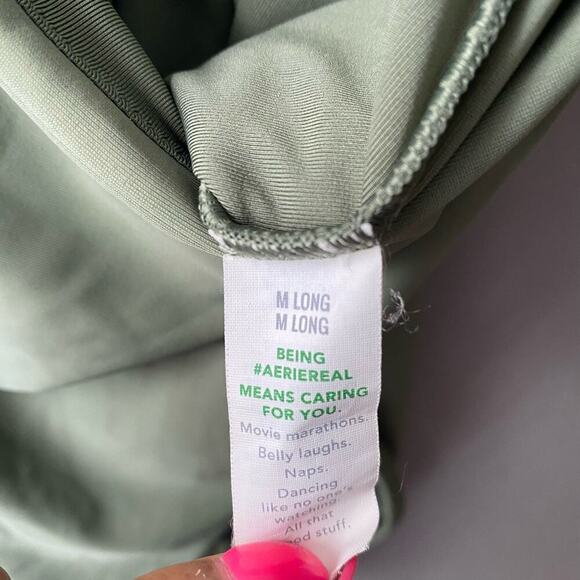 M LONG
M LONG
BEING
#AERIEREAL
MEANS CARING
FOR YOU.
Movie marathons.
Belly laughs.
Naps.
Dancing
like no one's
watching.
All that
stuff.